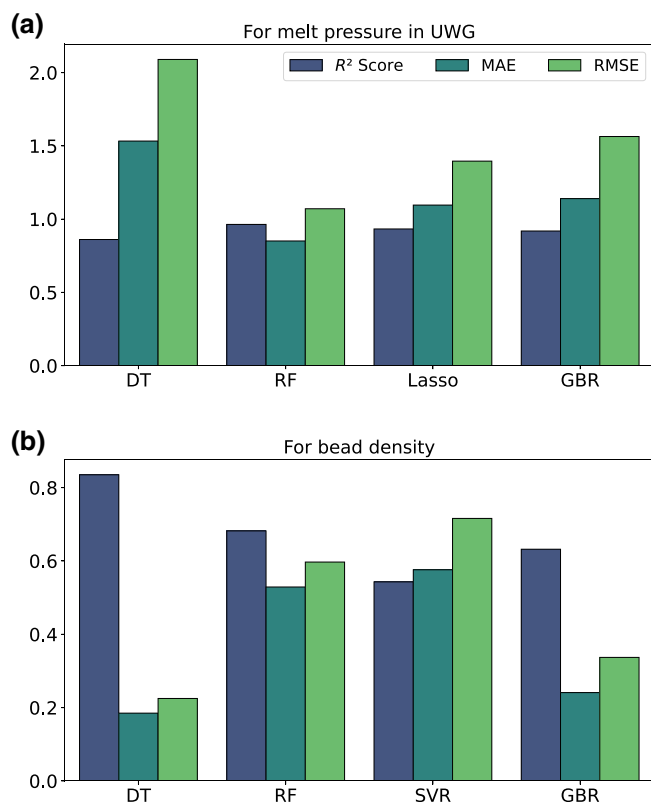 (a)
For melt pressure in UWG
R² Score MAE RMSE
2.0
1.5
1.0
0.5
0.0
DT RF Lasso GBR
(b)
For bead density
0.8
0.6
0.4
0.2
0.0
DT RF SVR GBR